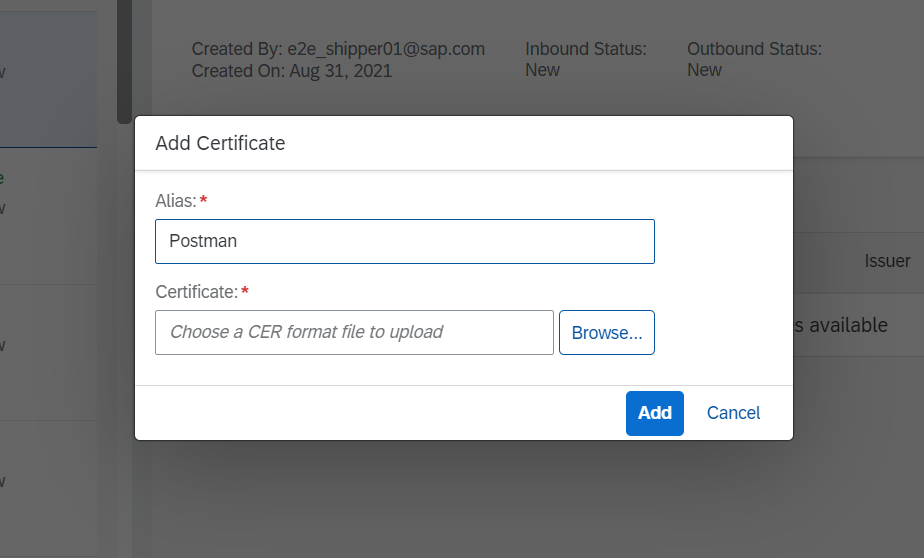 Created By: e2e_shipper01@sap.com
Created On: Aug 31, 2021
Inbound Status:
New
Outbound Status:
New
Add Certificate
Alias: *
Postman
Certificate: *
Choose a CER format file to upload
Browse...
Issuer
available
Add
Cancel